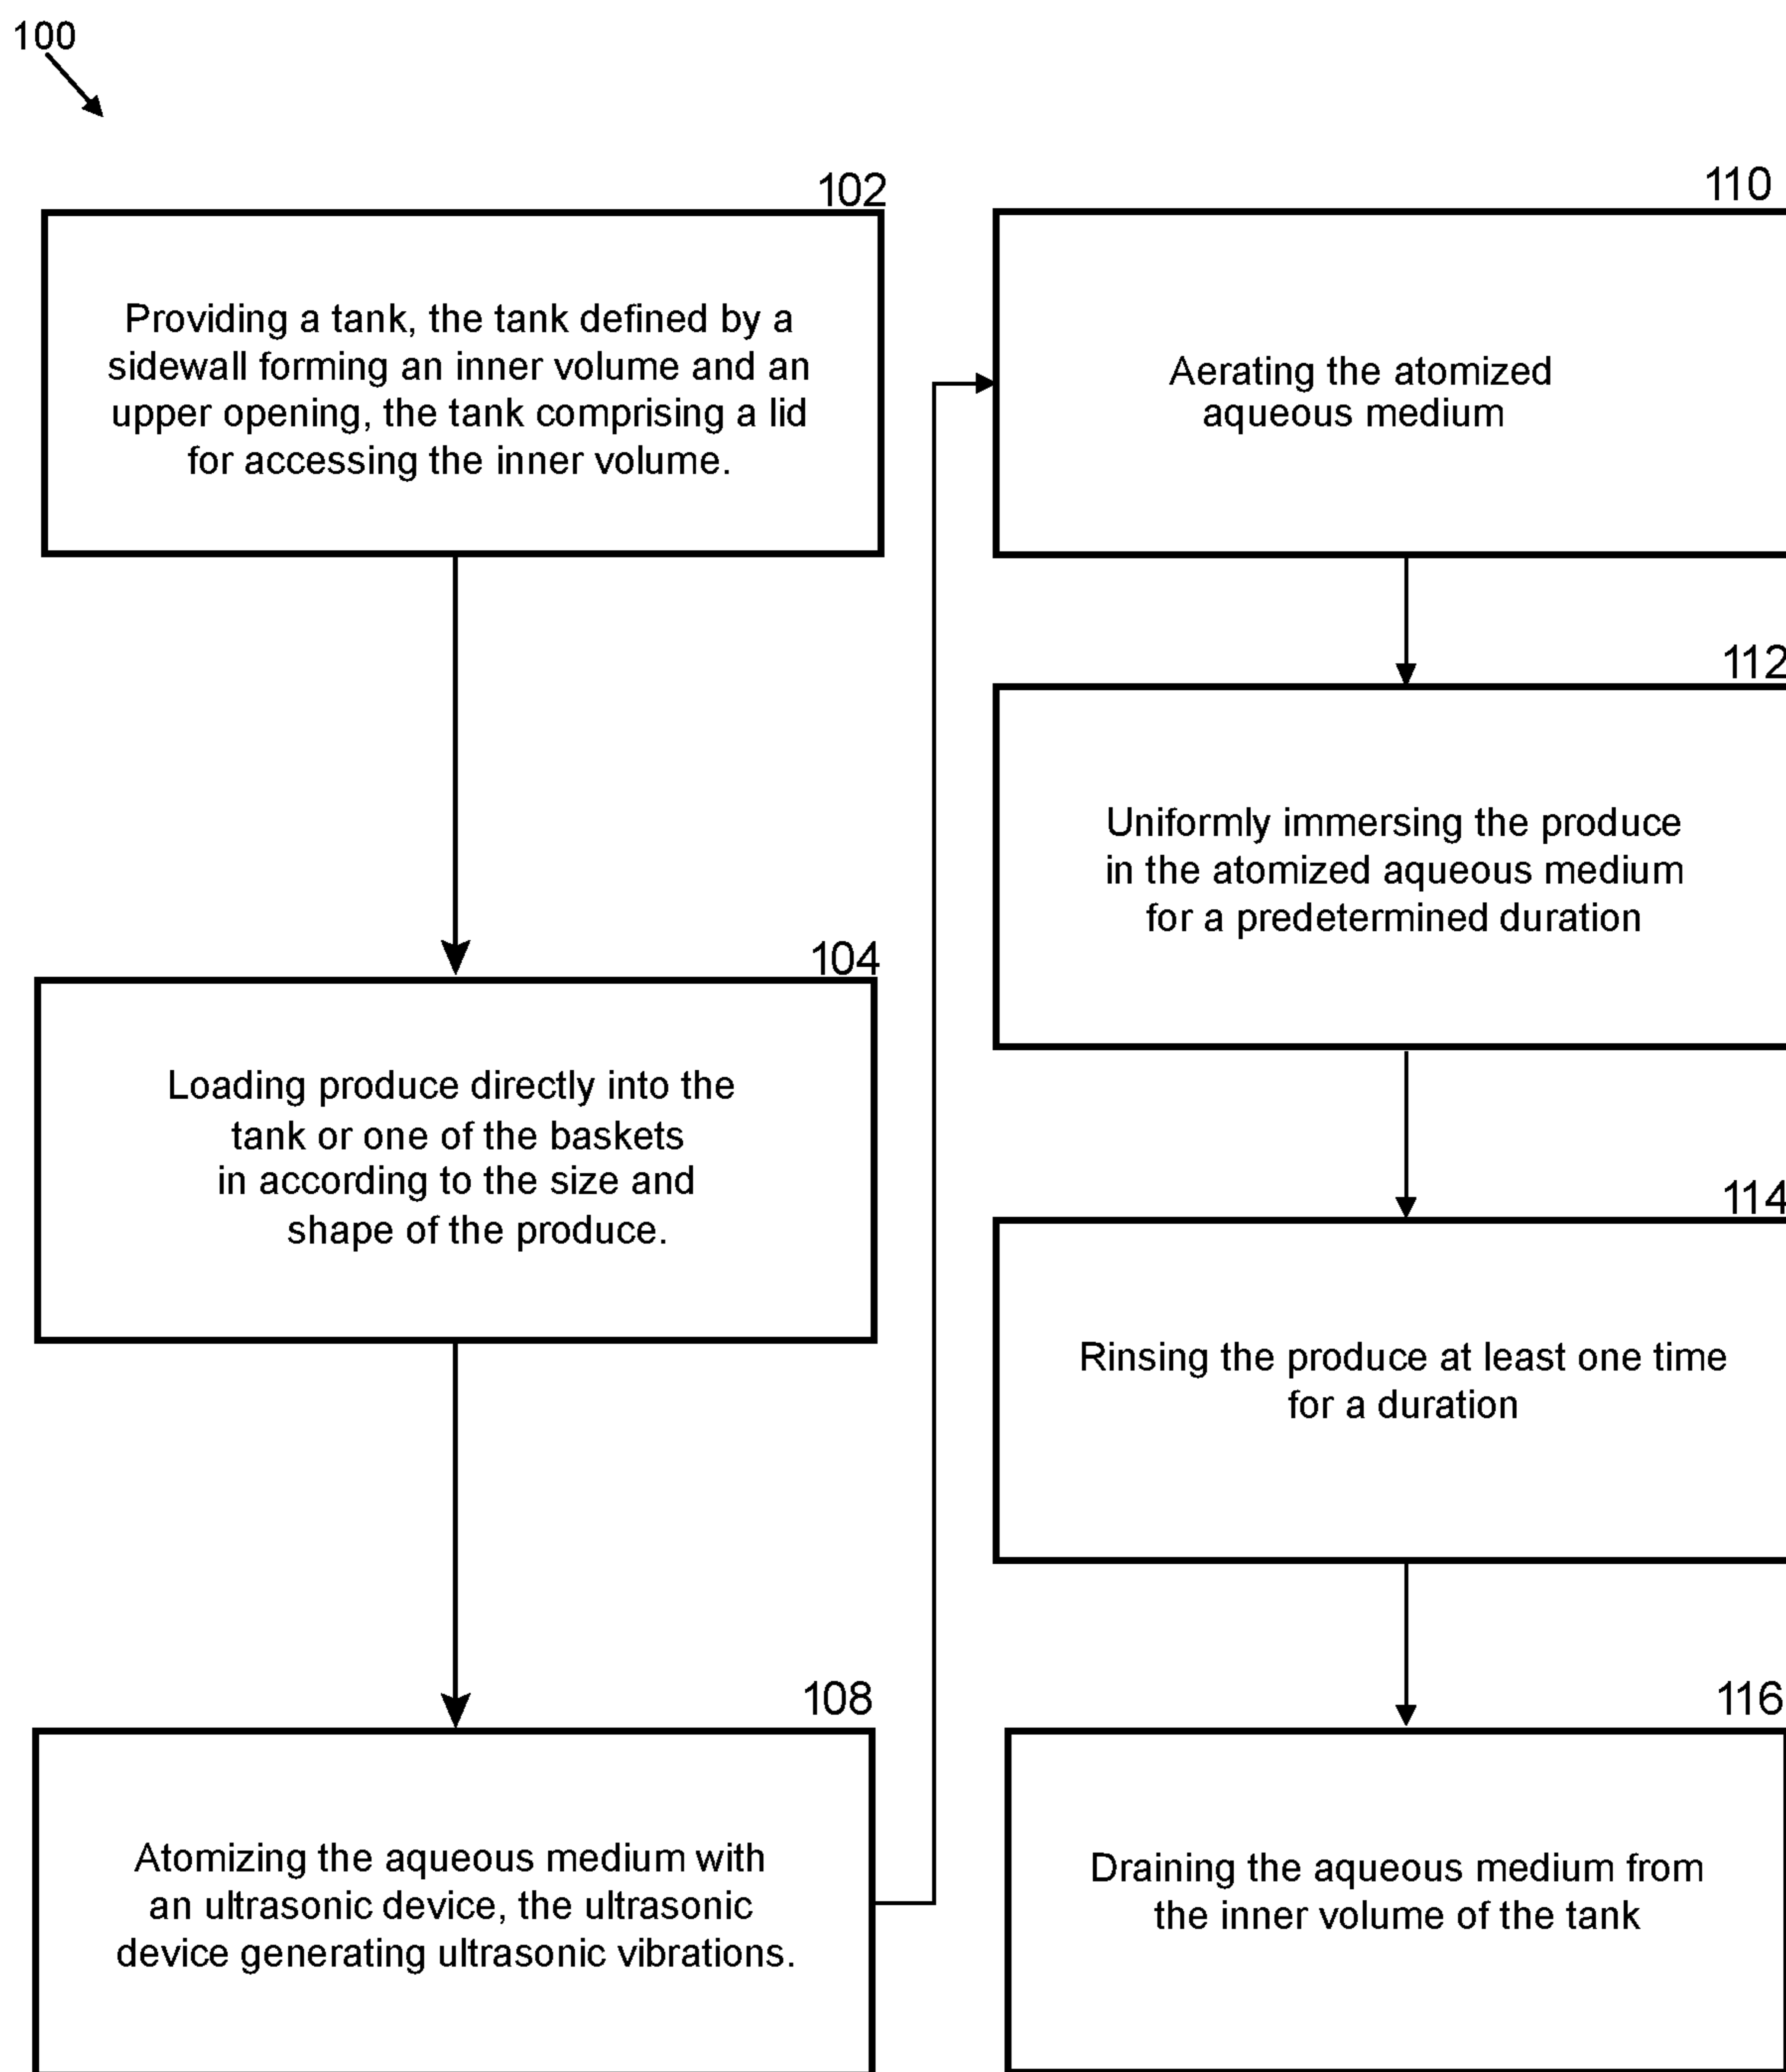 100
102
Providing a tank, the tank defined by a
sidewall forming an inner volume and an
upper opening, the tank comprising a lid
for accessing the inner volume.
104
Loading produce directly into the
tank or one of the baskets
in according to the size and
shape of the produce.
108
Atomizing the aqueous medium with
an ultrasonic device, the ultrasonic
device generating ultrasonic vibrations.
110
Aerating the atomized
aqueous medium
112
Uniformly immersing the produce
in the atomized aqueous medium
for a predetermined duration
114
Rinsing the produce at least one time
for a duration
116
Draining the aqueous medium from
the inner volume of the tank